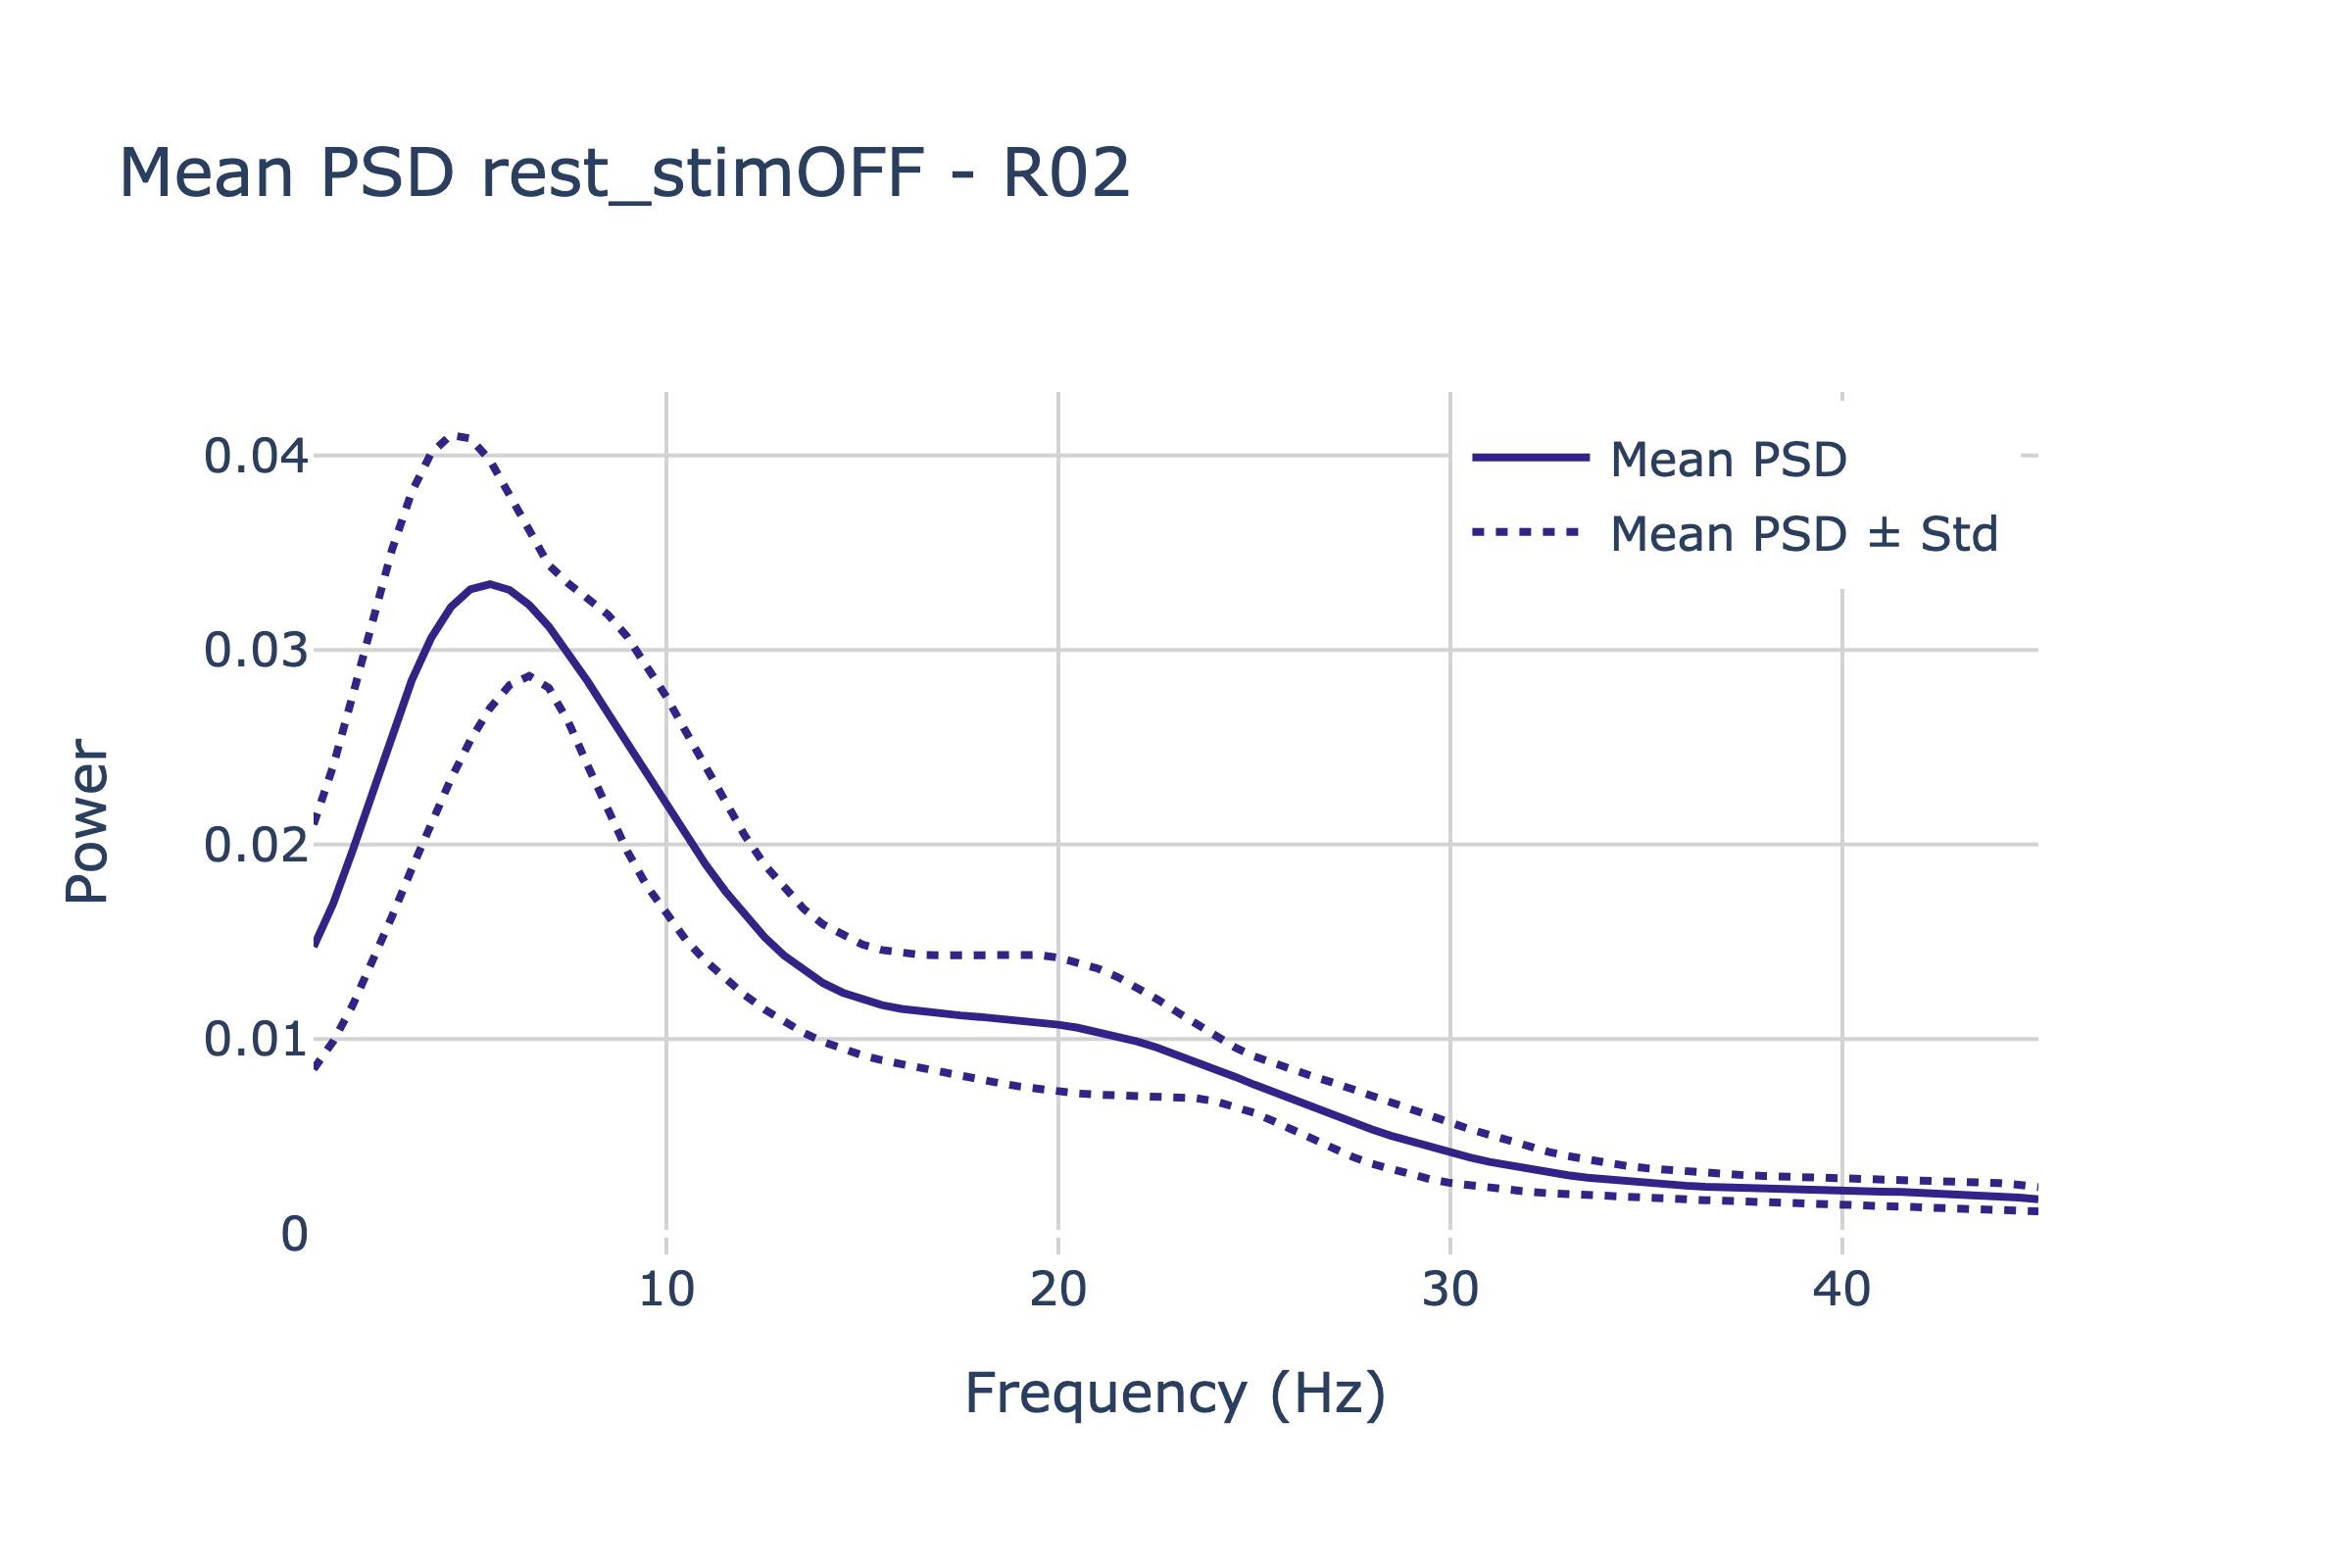 Mean PSD rest_stimOFF - R02
Mean PSD
Mean PSD ± Std
Power
0.04
0.03
0.02
0.01
0
10 20 30 40
Frequency (Hz)